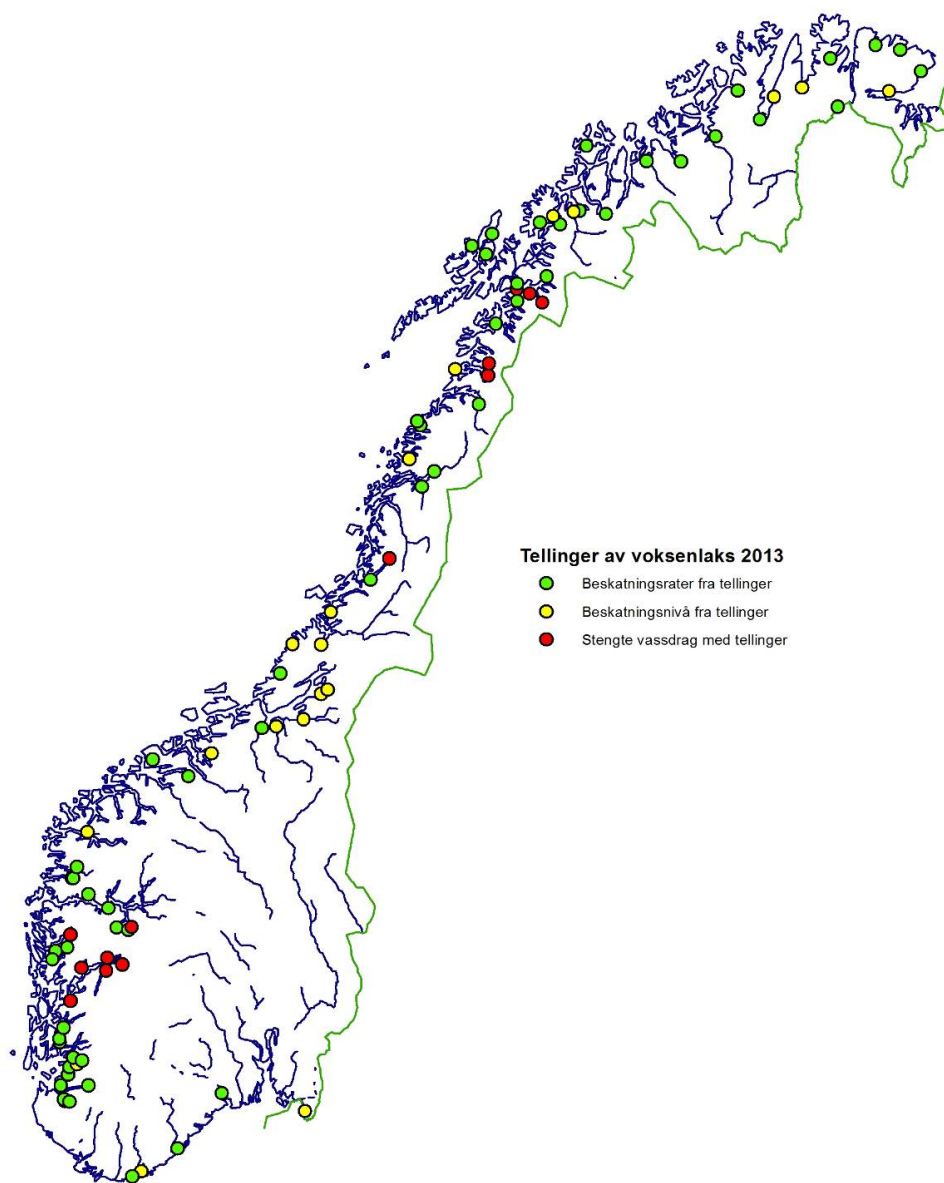 Tellinger av voksenlaks 2013
Beskatningsrater fra tellinger
Beskatningsnivå fra tellinger
Stengte vassdrag med tellinger